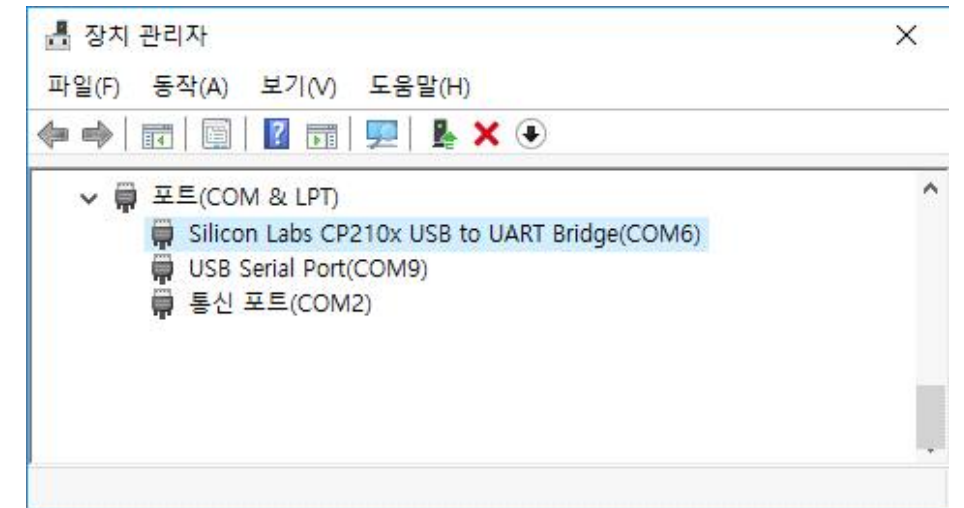 장치 관리자
파일(F) 동작(A) 보기(V) 도움말(H)
포트(COM & LPT)
Silicon Labs CP210x USB to UART Bridge(COM6)
USB Serial Port(COM9)
통신 포트(COM2)